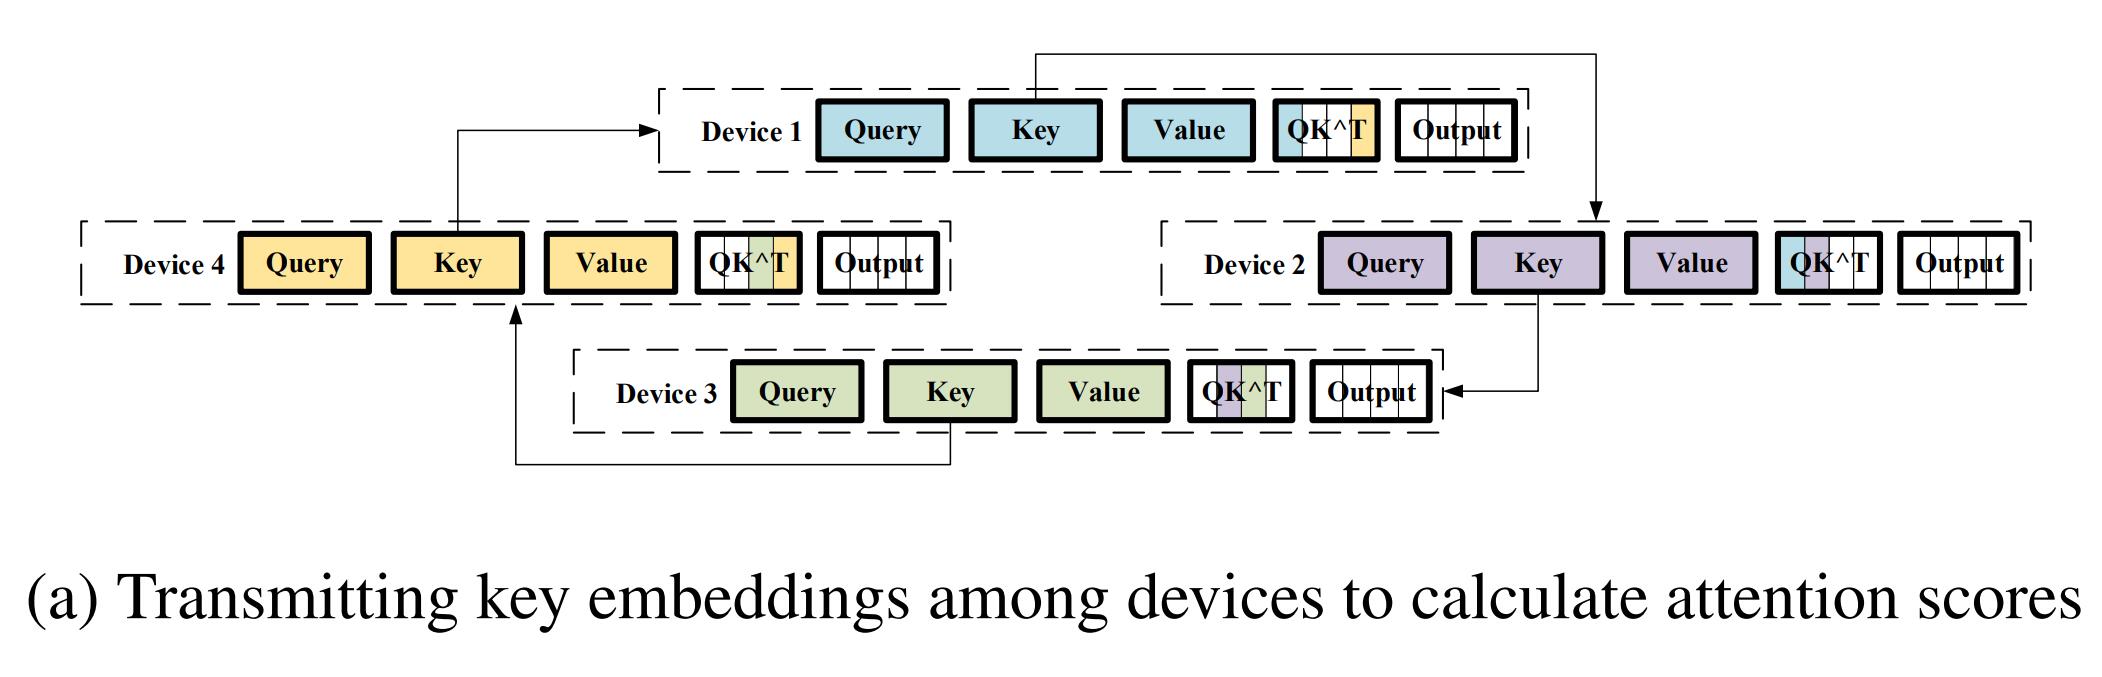 Device 1 Query Key Value QK^T Output
Device 4 Query Key Value QK^T Output
Device 2 Query Key Value QK^T Output
Device 3 Query Key Value QK^T Output
(a) Transmitting key embeddings among devices to calculate attention scores